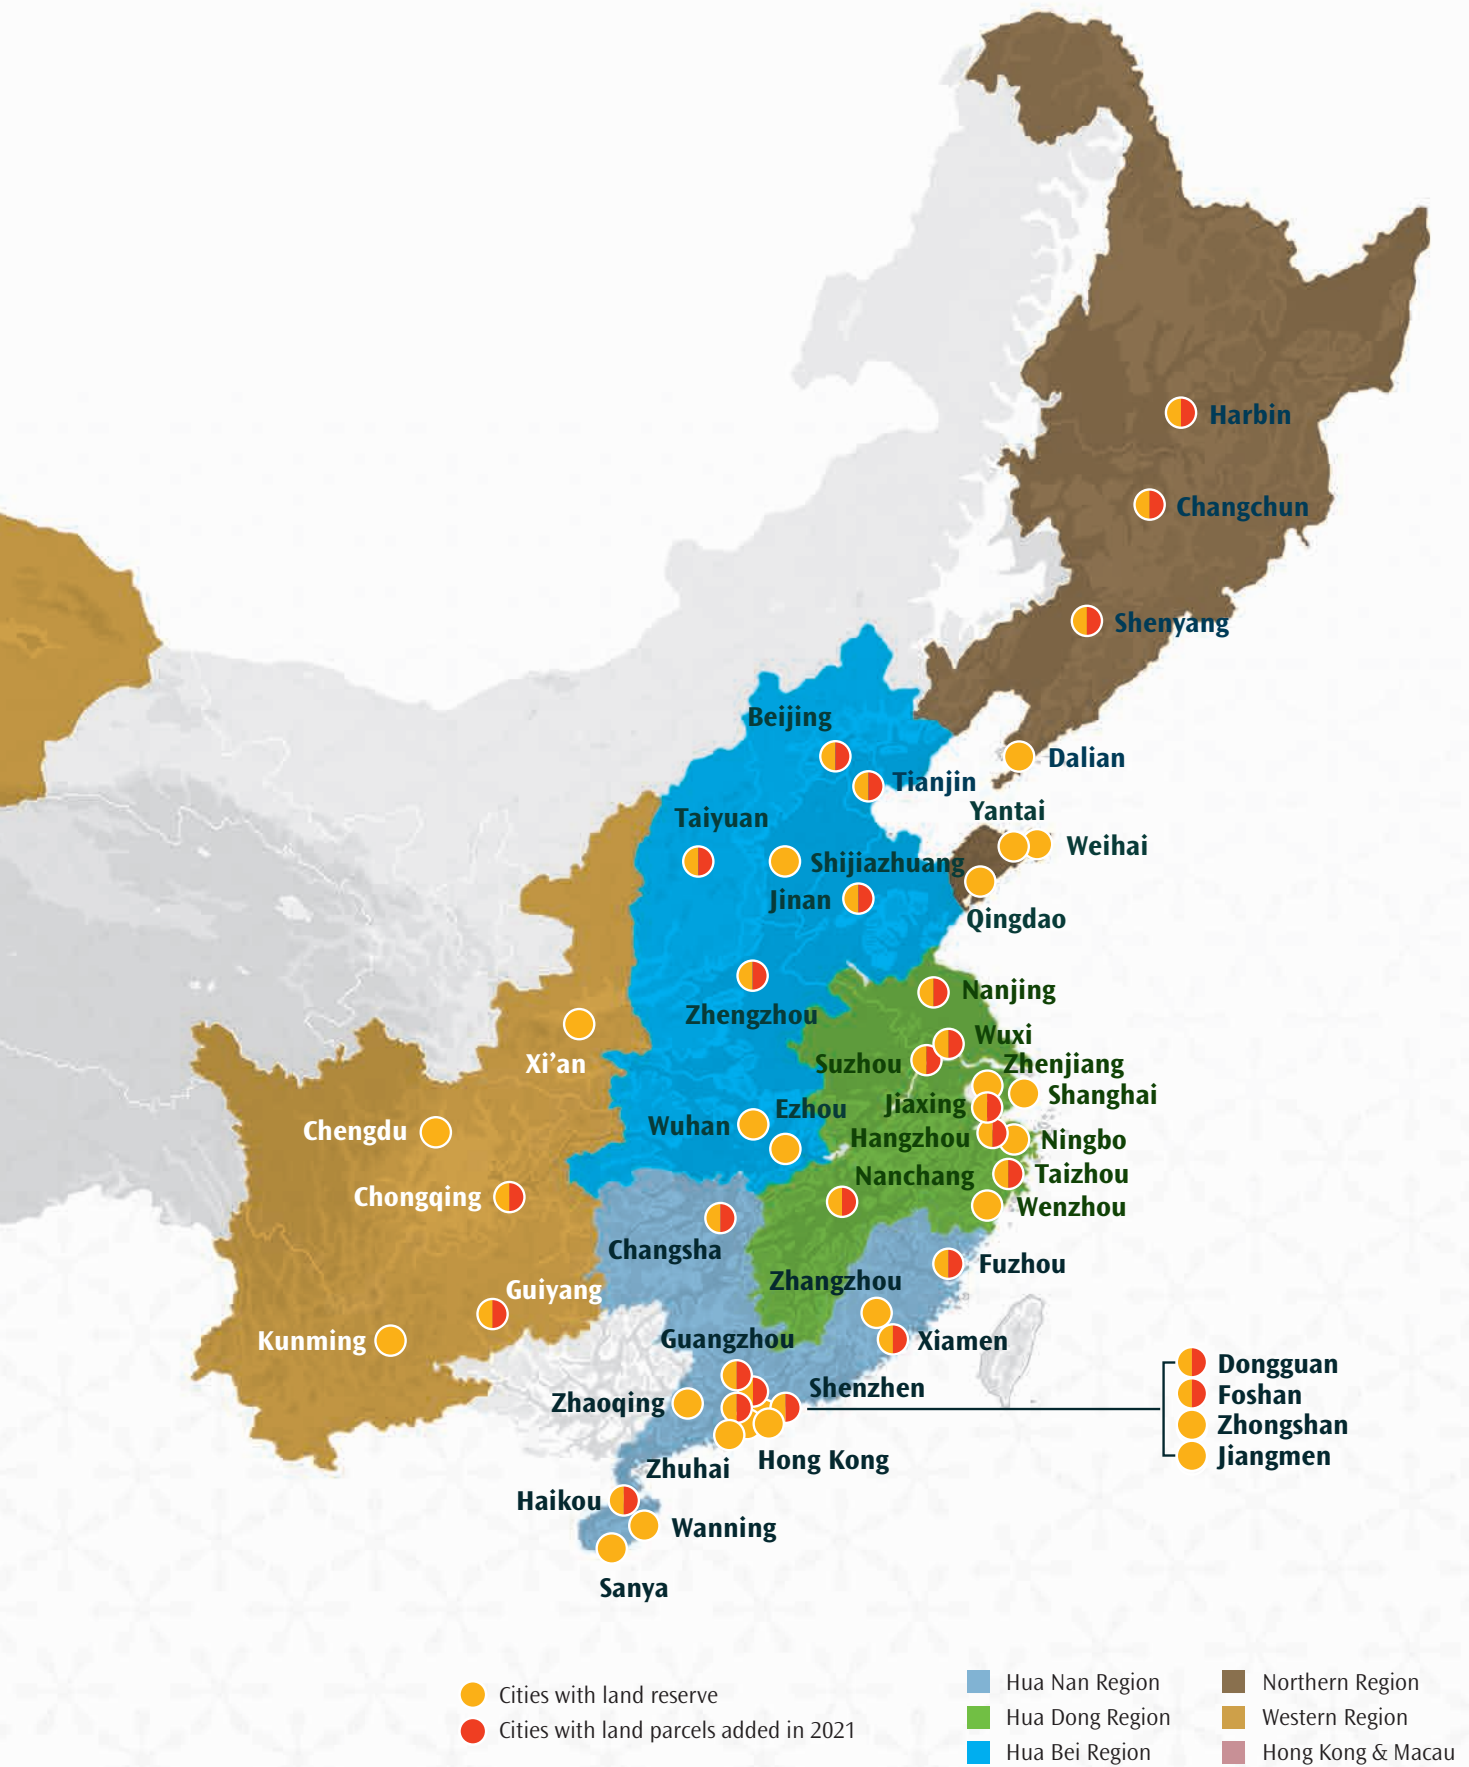 Harbin
Changchun
Shenyang
Beijing
Dalian
Tianjin
Yantai
Taiyuan
Weihai
Shijiazhuang
Jinan
Qingdao
Nanjing
Zhengzhou
Wuxi
Suzhou
Zhenjiang
Xi’an
Shanghai
Jiaxing
Ezhou
Wuhan
Chengdu
Hangzhou
Ningbo
Nanchang
Taizhou
Chongqing
Wenzhou
Changsha
Fuzhou
Zhangzhou
Guiyang
Guangzhou
Kunming
Xiamen
Dongguan
Shenzhen
Foshan
Zhaoqing
Zhongshan
Jiangmen
Hong Kong
Zhuhai
Haikou
Wanning
Sanya
Cities with land reserve
Cities with land parcels added in 2021
Hua Nan Region
Hua Dong Region
Hua Bei Region
Northern Region
Western Region
Hong Kong & Macau